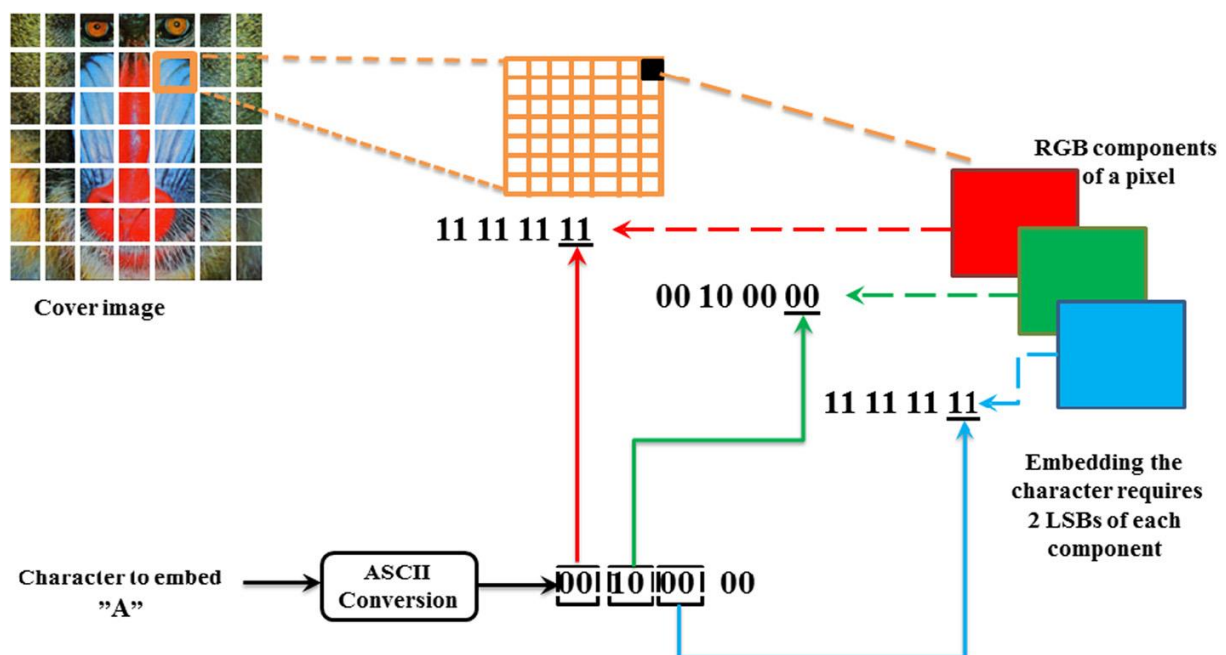 RGB components
of a pixel
11 11 11 11
00 10 00 00
Cover image
11 11 11 11
Embedding the
character requires
2 LSBs of each
component
Character to embed
”A”
ASCII
Conversion
00 10 00 00